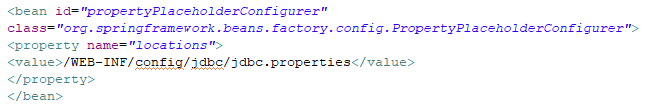 <bean id="propertyPlaceholderConfigurer"
class="org.springframework.beans.factory.config.PropertyPlaceholderConfigurer">
<property name="locations">
<value>/WEB-INF/config/jdbc/jdbc.properties</value>
</property>
</bean>